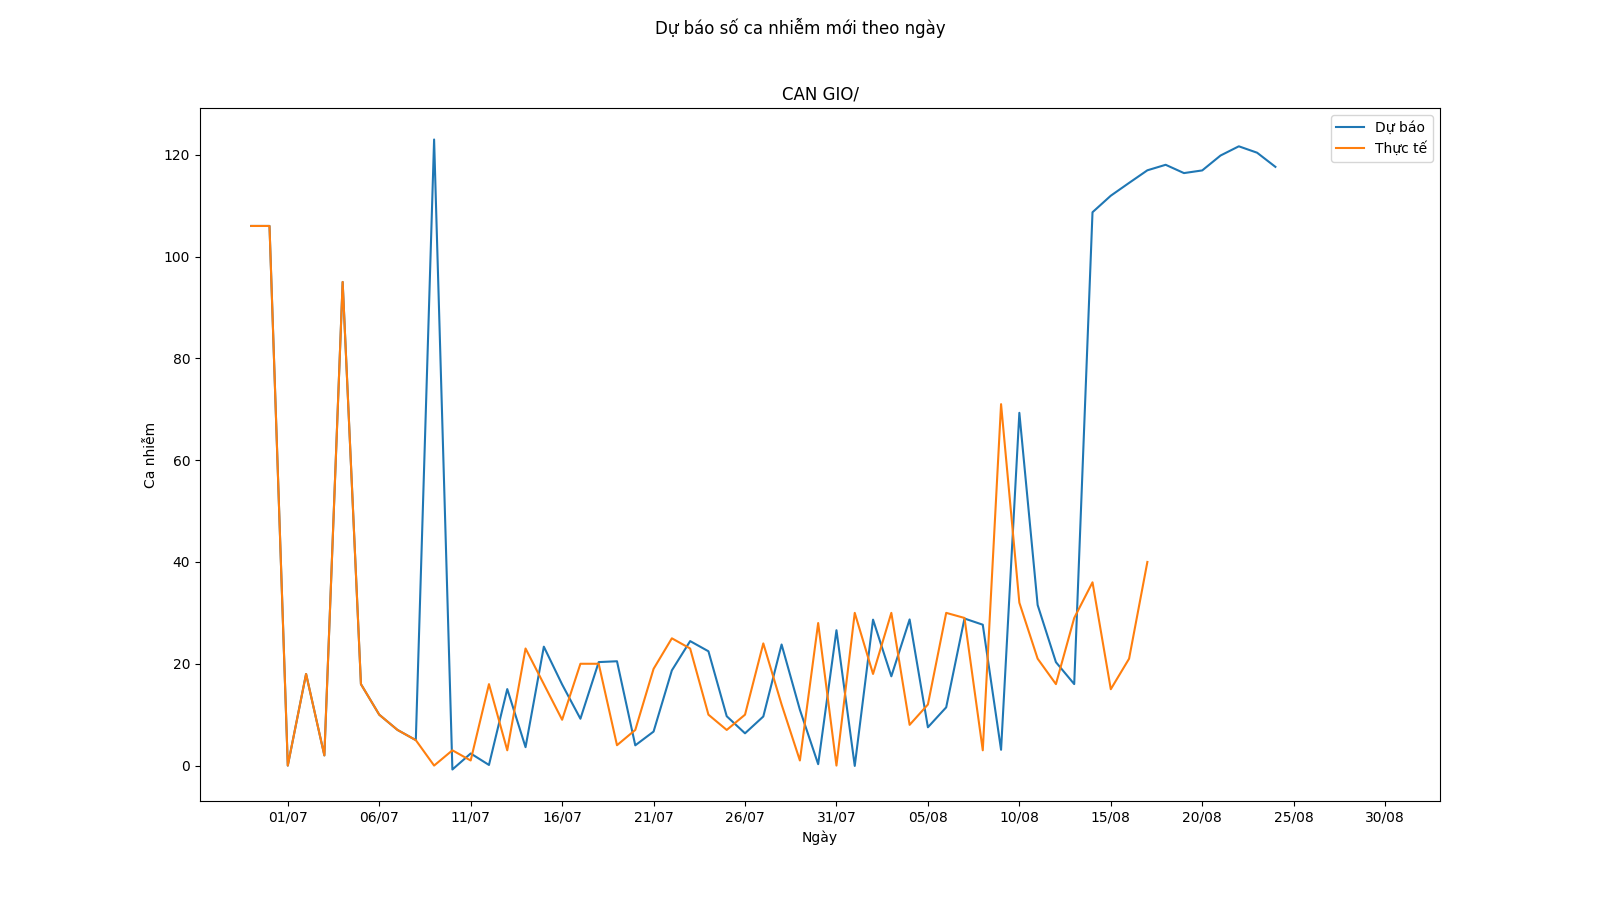 Dự báo số ca nhiễm mới theo ngày
CAN GIO/
Dự báo
Thực tế
120
100
80
60
40
20
0
Ca nhiễm
01/07 06/07 11/07 16/07 21/07 26/07 31/07 05/08 10/08 15/08 20/08 25/08 30/08
Ngày